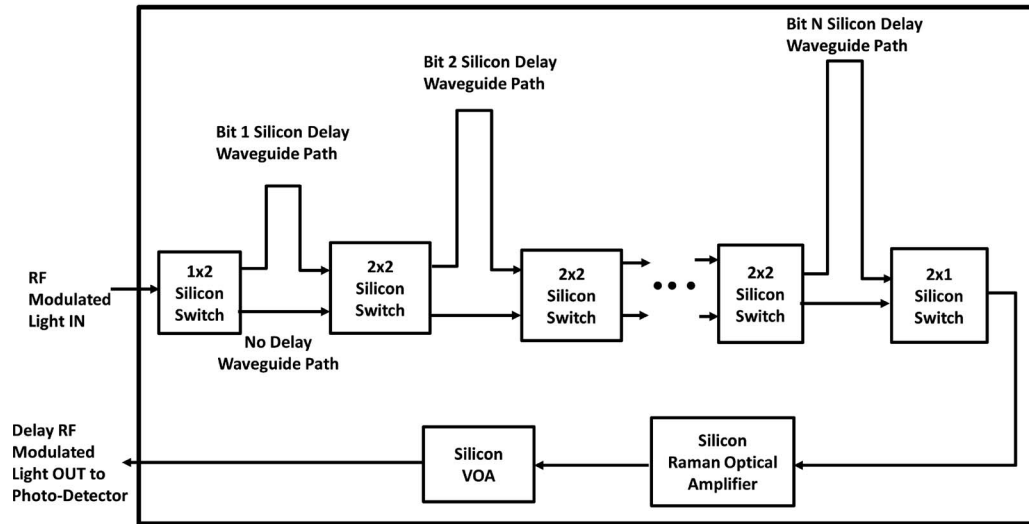 Bit N Silicon Delay
Waveguide Path
Bit 2 Silicon Delay
Waveguide Path
Bit 1 Silicon Delay
Waveguide Path
RF
Modulated
Light IN
1x2
Silicon
Switch
2x2
Silicon
Switch
2x2
Silicon
Switch
2x2
Silicon
Switch
2x1
Silicon
Switch
No Delay
Waveguide Path
Delay RF
Modulated
Light OUT to
Photo-Detector
Silicon
VOA
Silicon
Raman Optical
Amplifier